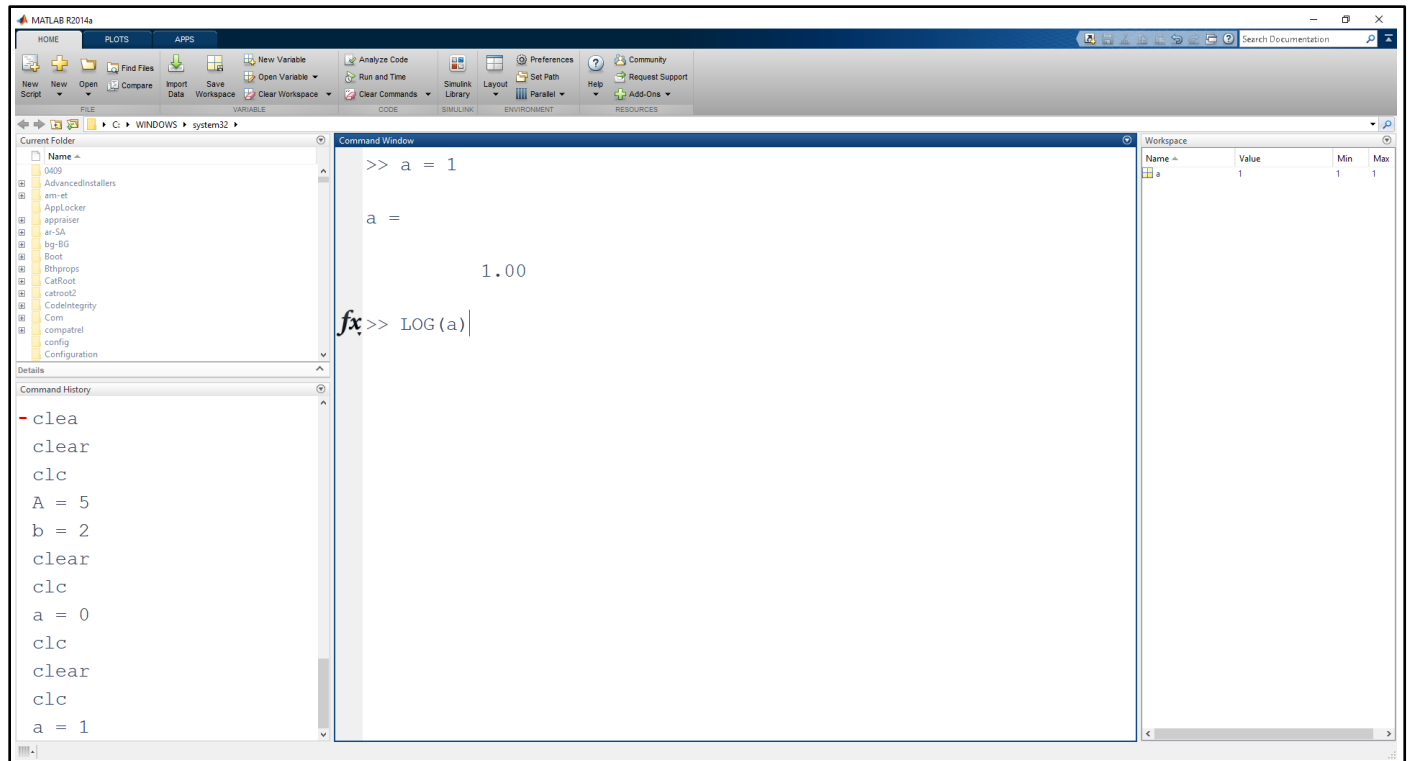 MATLAB R2014a
HOME PLOTS APPS
Search Documentation
New Script
New
Open
Find Files
Compare
Import Data
Save Workspace
New Variable
Open Variable
Clear Workspace
Analyze Code
Run and Time
Clear Commands
Simulink Library
Layout
Preferences
Set Path
Parallel
Help
Community
Request Support
Add-Ons
FILE VARIABLE CODE SIMULINK ENVIRONMENT RESOURCES
C: WINDOWS system32
Current Folder
Name
0409
AdvancedInstallers
am-et
AppLocker
appraiser
ar-SA
bg-BG
Boot
Bthprops
CatRoot
catroot2
CodeIntegrity
Com
compatrel
config
Configuration
Details
Command History
clea
clear
clc
A = 5
b = 2
clear
clc
a = 0
clc
clear
clc
a = 1
Command Window
>> a = 1
a =
1.00
fx >> LOG(a)
Workspace
Name Value Min Max
a 1 1 1